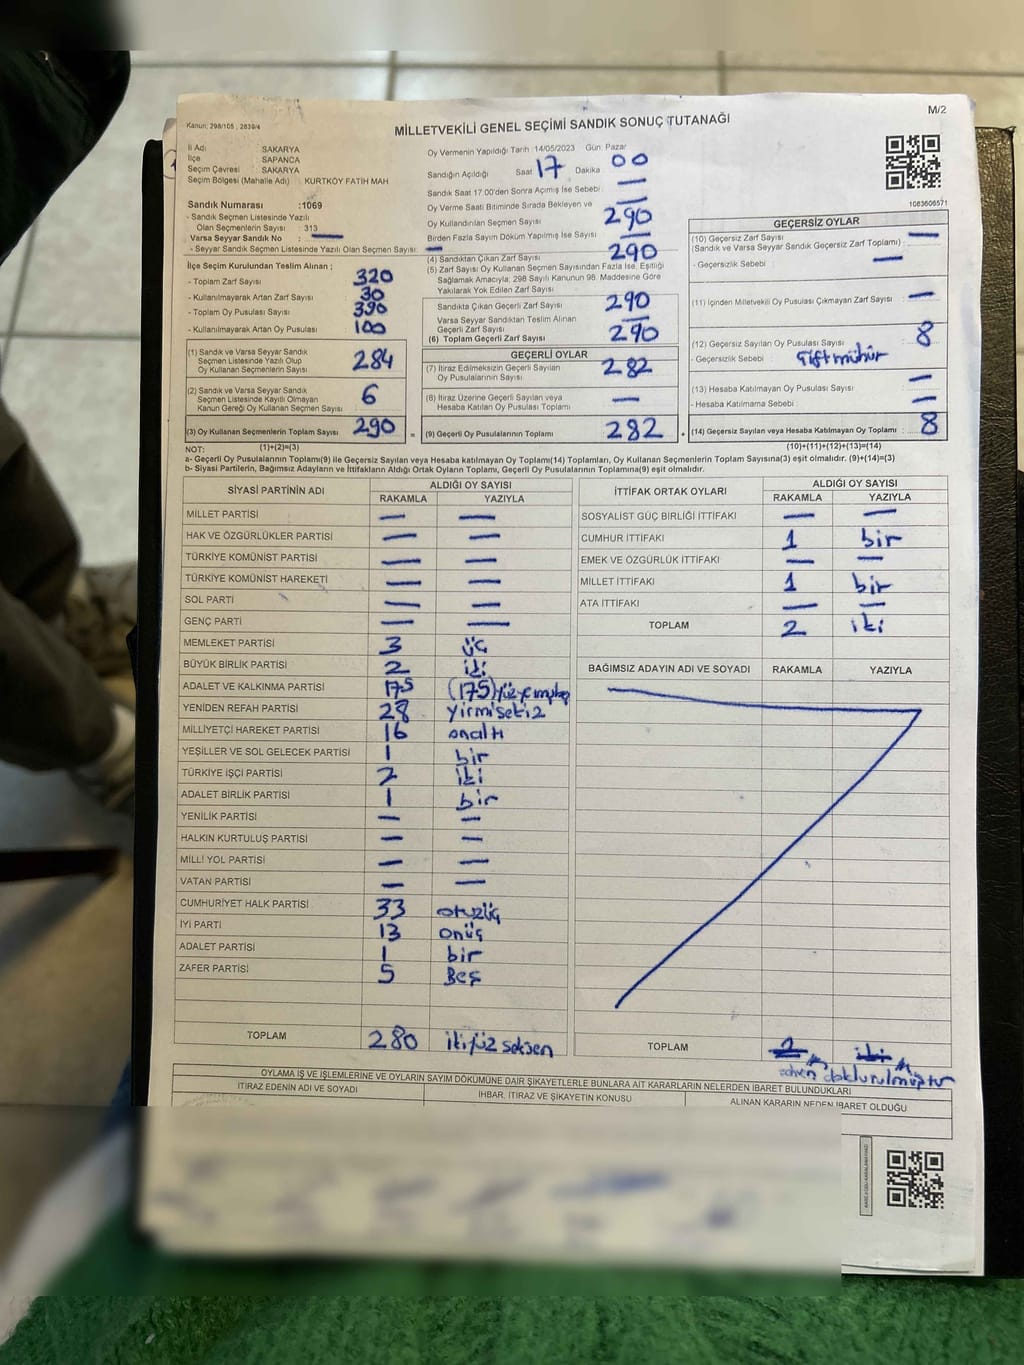 M/2
Kanun; 298/105 , 2839/4
MİLLETVEKİLİ GENEL SEÇİMİ SANDIK SONUÇ TUTANAĞI
İl Adı SAKARYA
İlçe SAPANCA
Seçim Çevresi SAKARYA
Seçim Bölgesi (Mahalle Adı) KURTKÖY FATİH MAH
Sandık Numarası :1069
- Sandık Seçmen Listesinde Yazılı
Olan Seçmenlerin Sayısı 313
Varsa Seyyar Sandık No : —
- Seyyar Sandık Seçmen Listesinde Yazılı Olan Seçmen Sayısı: —
İlçe Seçim Kurulundan Teslim Alınan ;
- Toplam Zarf Sayısı 320
- Kullanılmayarak Artan Zarf Sayısı 30
- Toplam Oy Pusulası 390
- Kullanılmayarak Artan Oy Pusulası 100
(1) Sandık ve Varsa Seyyar Sandık
Seçmen Listesinde Yazılı Olup
Oy Kullanan Seçmenlerin Sayısı 284
(2) Sandık ve Varsa Seyyar Sandık
Seçmen Listesinde Kayıtlı Olmayan
Kanun Gereği Oy Kullanan Seçmen Sayısı 6
(3) Oy Kullanan Seçmenlerin Toplam Sayısı 290 =
Oy Vermenin Yapıldığı Tarih 14/05/2023 Gün Pazar
Sandığın Açıldığı Saat 17 Dakika 00
Sandık Saat 17:00'den Sonra Açılmış İse Sebebi —
Oy Verme Saati Bitiminde Sırada Bekleyen ve —
Oy Kullandırılan Seçmen Sayısı 290
Birden Fazla Sayım Döküm Yapılmış İse Sayısı —
(4) Sandıktan Çıkan Zarf Sayısı 290
(5) Zarf Sayısı Oy Kullanan Seçmen Sayısından Fazla İse, Eşitliği
Sağlamak Amacıyla, 298 Sayılı Kanunun 98. Maddesine Göre
Yakılarak Yok Edilen Zarf Sayısı —
Sandıkta Çıkan Geçerli Zarf Sayısı 290
Varsa Seyyar Sandıktan Teslim Alınan
Geçerli Zarf Sayısı —
(6) Toplam Geçerli Zarf Sayısı 290
GEÇERLİ OYLAR
(7) İtiraz Edilmeksizin Geçerli Sayılan
Oy Pusulalarının Sayısı 282
(8) İtiraz Üzerine Geçerli Sayılan veya
Hesaba Katılan Oy Pusulası Toplamı —
(9) Geçerli Oy Pusulalarının Toplamı 282 +
1083606571
GEÇERSİZ OYLAR
(10) Geçersiz Zarf Sayısı —
(Sandık ve Varsa Seyyar Sandık Geçersiz Zarf Toplamı) :
- Geçersizlik Sebebi : —
(11) İçinden Milletvekili Oy Pusulası Çıkmayan Zarf Sayısı : —
(12) Geçersiz Sayılan Oy Pusulası Sayısı : 8
- Geçersizlik Sebebi : Çift mühür
(13) Hesaba Katılmayan Oy Pusulası Sayısı : —
- Hesaba Katılmama Sebebi : —
(14) Geçersiz Sayılan veya Hesaba Katılmayan Oy Toplamı : 8
NOT: (1)+(2)=(3) (10)+(11)+(12)+(13)=(14)
a- Geçerli Oy Pusulalarının Toplamı(9) ile Geçersiz Sayılan veya Hesaba katılmayan Oy Toplamı(14) Toplamları, Oy Kullanan Seçmenlerin Toplam Sayısına(3) eşit olmalıdır. (9)+(14)=(3)
b- Siyasi Partilerin, Bağımsız Adayların ve İttifakların Aldığı Ortak Oyların Toplamı, Geçerli Oy Pusulalarının Toplamına(9) eşit olmalıdır.
SİYASİ PARTİNİN ADI ALDIĞI OY SAYISI
RAKAMLA YAZIYLA
MİLLET PARTİSİ — —
HAK VE ÖZGÜRLÜKLER PARTİSİ — —
TÜRKİYE KOMÜNİST PARTİSİ — —
TÜRKİYE KOMÜNİST HAREKETİ — —
SOL PARTİ — —
GENÇ PARTİ — —
MEMLEKET PARTİSİ 3 üç
BÜYÜK BİRLİK PARTİSİ 2 iki
ADALET VE KALKINMA PARTİSİ 175 (175)
YENİDEN REFAH PARTİSİ 28 yirmisekiz
MİLLİYETÇİ HAREKET PARTİSİ 16 onaltı
YEŞİLLER VE SOL GELECEK PARTİSİ 1 bir
TÜRKİYE İŞÇİ PARTİSİ 2 iki
ADALET BİRLİK PARTİSİ 1 bir
YENİLİK PARTİSİ — —
HALKIN KURTULUŞ PARTİSİ — —
MİLLİ YOL PARTİSİ — —
VATAN PARTİSİ — —
CUMHURİYET HALK PARTİSİ 33 otuzüç
İYİ PARTİ 13 onüç
ADALET PARTİSİ 1 bir
ZAFER PARTİSİ 5 Beş
TOPLAM 280 ikiyüz seksen
İTTİFAK ORTAK OYLARI ALDIĞI OY SAYISI
RAKAMLA YAZIYLA
SOSYALİST GÜÇ BİRLİĞİ İTTİFAKI — —
CUMHUR İTTİFAKI 1 bir
EMEK VE ÖZGÜRLÜK İTTİFAKI — —
MİLLET İTTİFAKI 1 bir
ATA İTTİFAKI — —
TOPLAM 2 iki
BAĞIMSIZ ADAYIN ADI VE SOYADI RAKAMLA YAZIYLA
TOPLAM 2 iki
sehven doldurulmuştur
OYLAMA İŞ VE İŞLEMLERİNE VE OYLARIN SAYIM DÖKÜMÜNE DAİR ŞİKAYETLERLE BUNLARA AİT KARARLARIN NELERDEN İBARET BULUNDUKLARI
İTİRAZ EDENİN ADI VE SOYADI
İHBAR, İTİRAZ VE ŞİKAYETİN KONUSU
ALINAN KARARIN NEDEN İBARET OLDUĞU